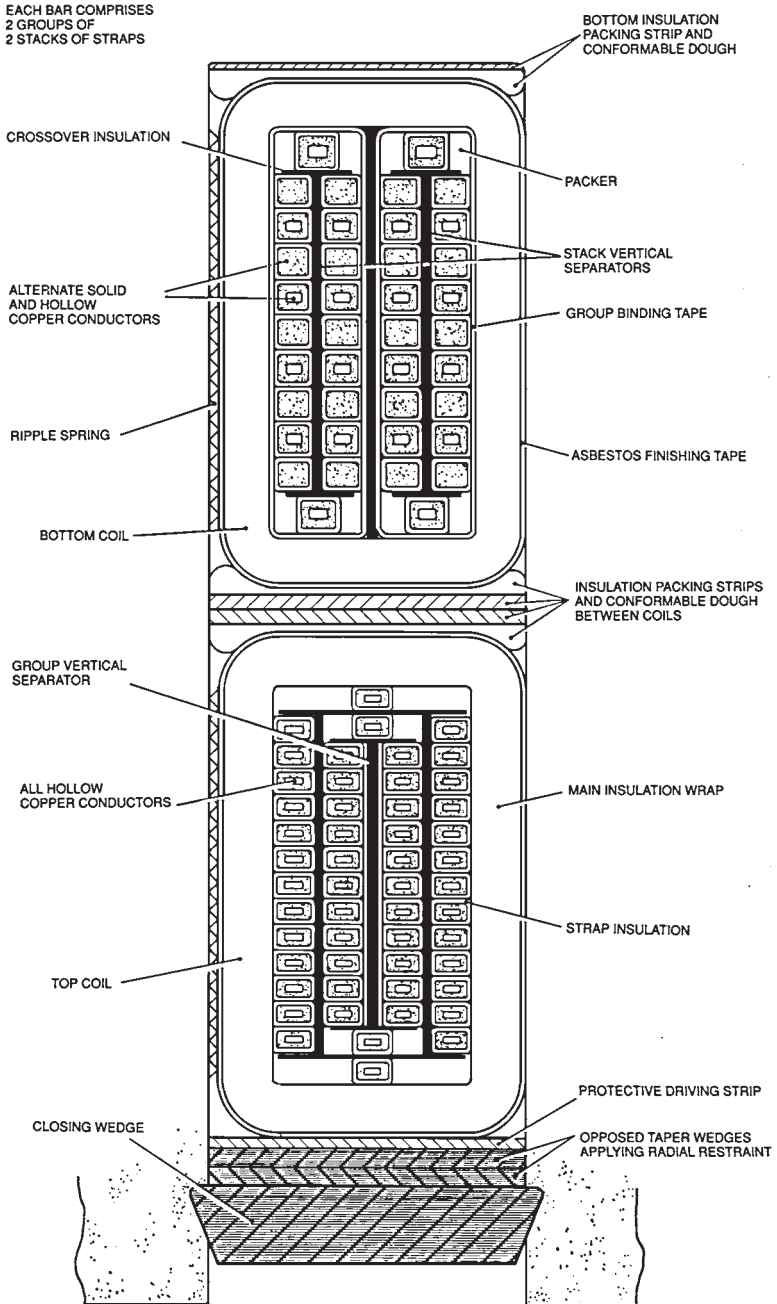 EACH BAR COMPRISES
2 GROUPS OF
2 STACKS OF STRAPS
BOTTOM INSULATION
PACKING STRIP AND
CONFORMABLE DOUGH
CROSSOVER INSULATION
PACKER
STACK VERTICAL
SEPARATORS
ALTERNATE SOLID
AND HOLLOW
COPPER CONDUCTORS
GROUP BINDING TAPE
RIPPLE SPRING
ASBESTOS FINISHING TAPE
BOTTOM COIL
INSULATION PACKING STRIPS
AND CONFORMABLE DOUGH
BETWEEN COILS
GROUP VERTICAL
SEPARATOR
ALL HOLLOW
COPPER CONDUCTORS
MAIN INSULATION WRAP
STRAP INSULATION
TOP COIL
PROTECTIVE DRIVING STRIP
CLOSING WEDGE
OPPOSED TAPER WEDGES
APPLYING RADIAL RESTRAINT